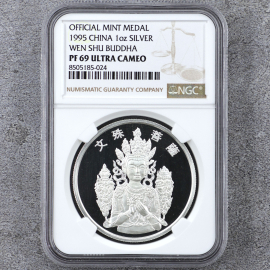 OFFICIAL MINT MEDAL
1995 CHINA 1oz SILVER
WEN SHU BUDDHA
PF 69 ULTRA CAMEO
8505185-024
NUMISMATIC GUARANTY COMPANY
NGC
文殊菩薩